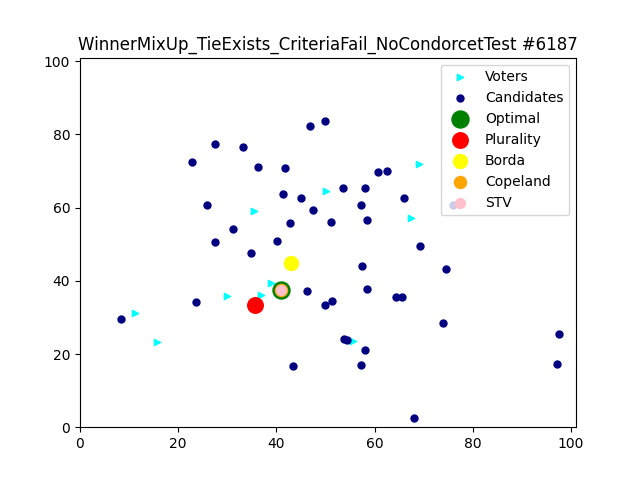 WinnerMixUp_TieExists_CriteriaFail_NoCondorcetTest #6187
100
80
60
40
20
0
0
20
40
60
80
100
Voters
Candidates
Optimal
Plurality
Borda
Copeland
STV